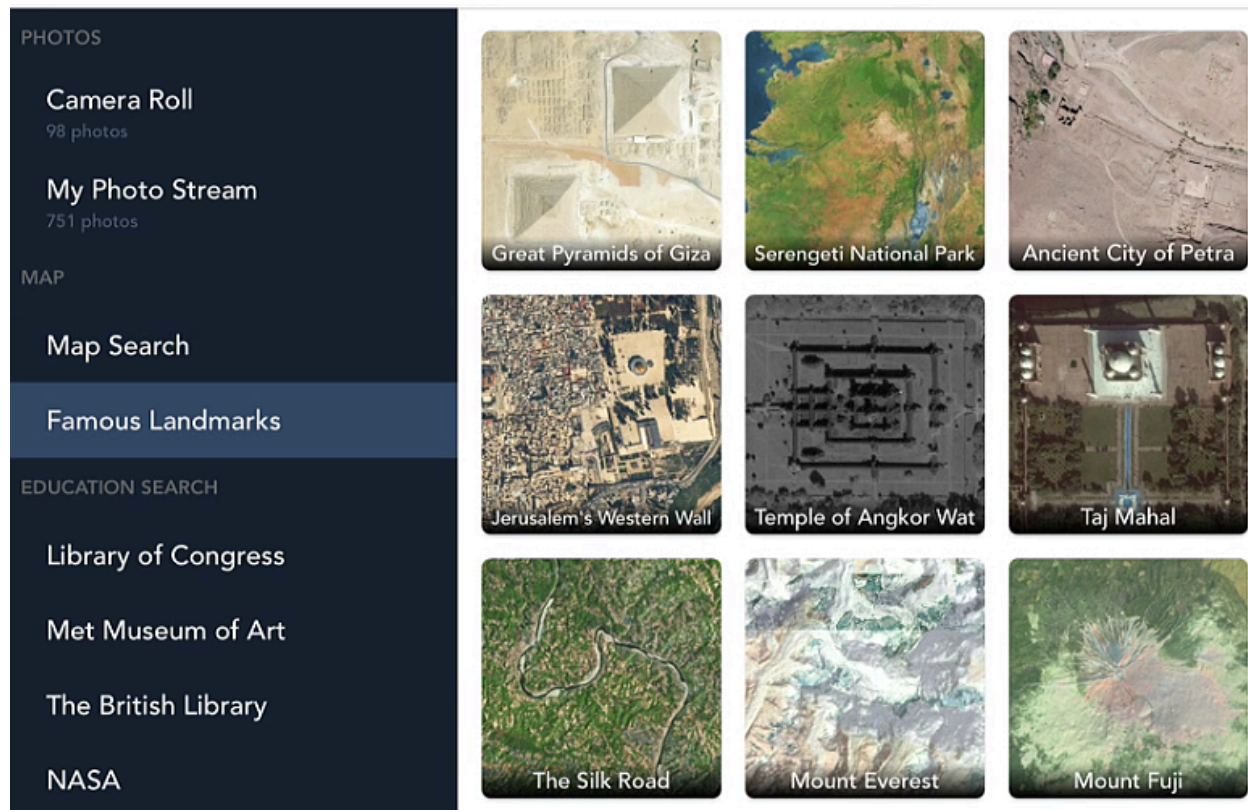 PHOTOS
Camera Roll
98 photos
My Photo Stream
751 photos
MAP
Map Search
Famous Landmarks
EDUCATION SEARCH
Library of Congress
Met Museum of Art
The British Library
NASA
Great Pyramids of Giza
Serengeti National Park
Ancient City of Petra
Jerusalem's Western Wall
Temple of Angkor Wat
Taj Mahal
The Silk Road
Mount Everest
Mount Fuji